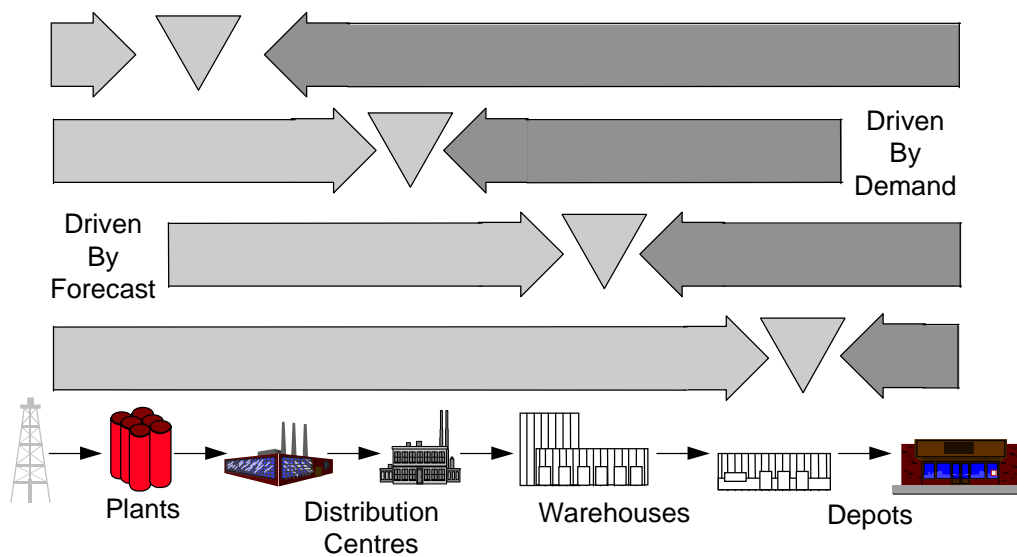 Driven
By
Demand
Driven
By
Forecast
Plants
Distribution
Centres
Warehouses
Depots